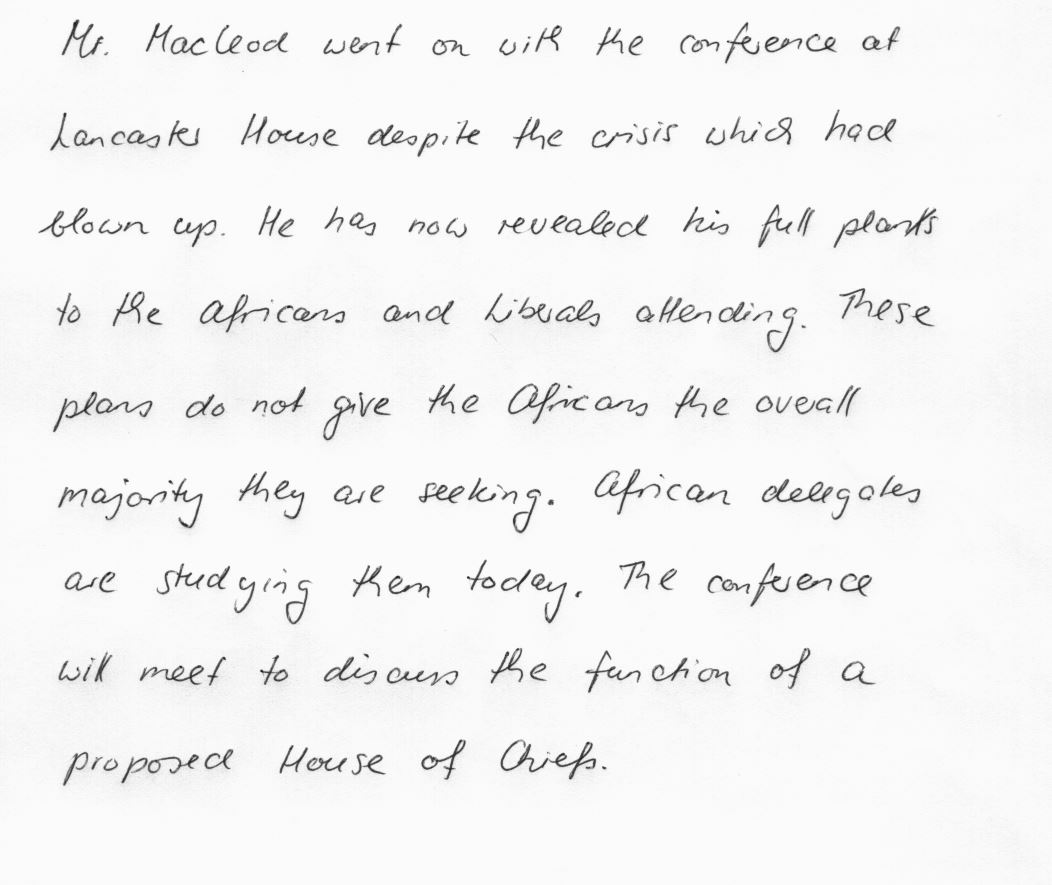 Mr. Macleod went on with the conference at
Lancaster House despite the crisis which had
blown up. He has now revealed his full plans
to the Africans and Liberals attending. These
plans do not give the Africans the overall
majority they are seeking. African delegates
are studying them today. The conference
will meet to discuss the function of a
proposed House of Chiefs.